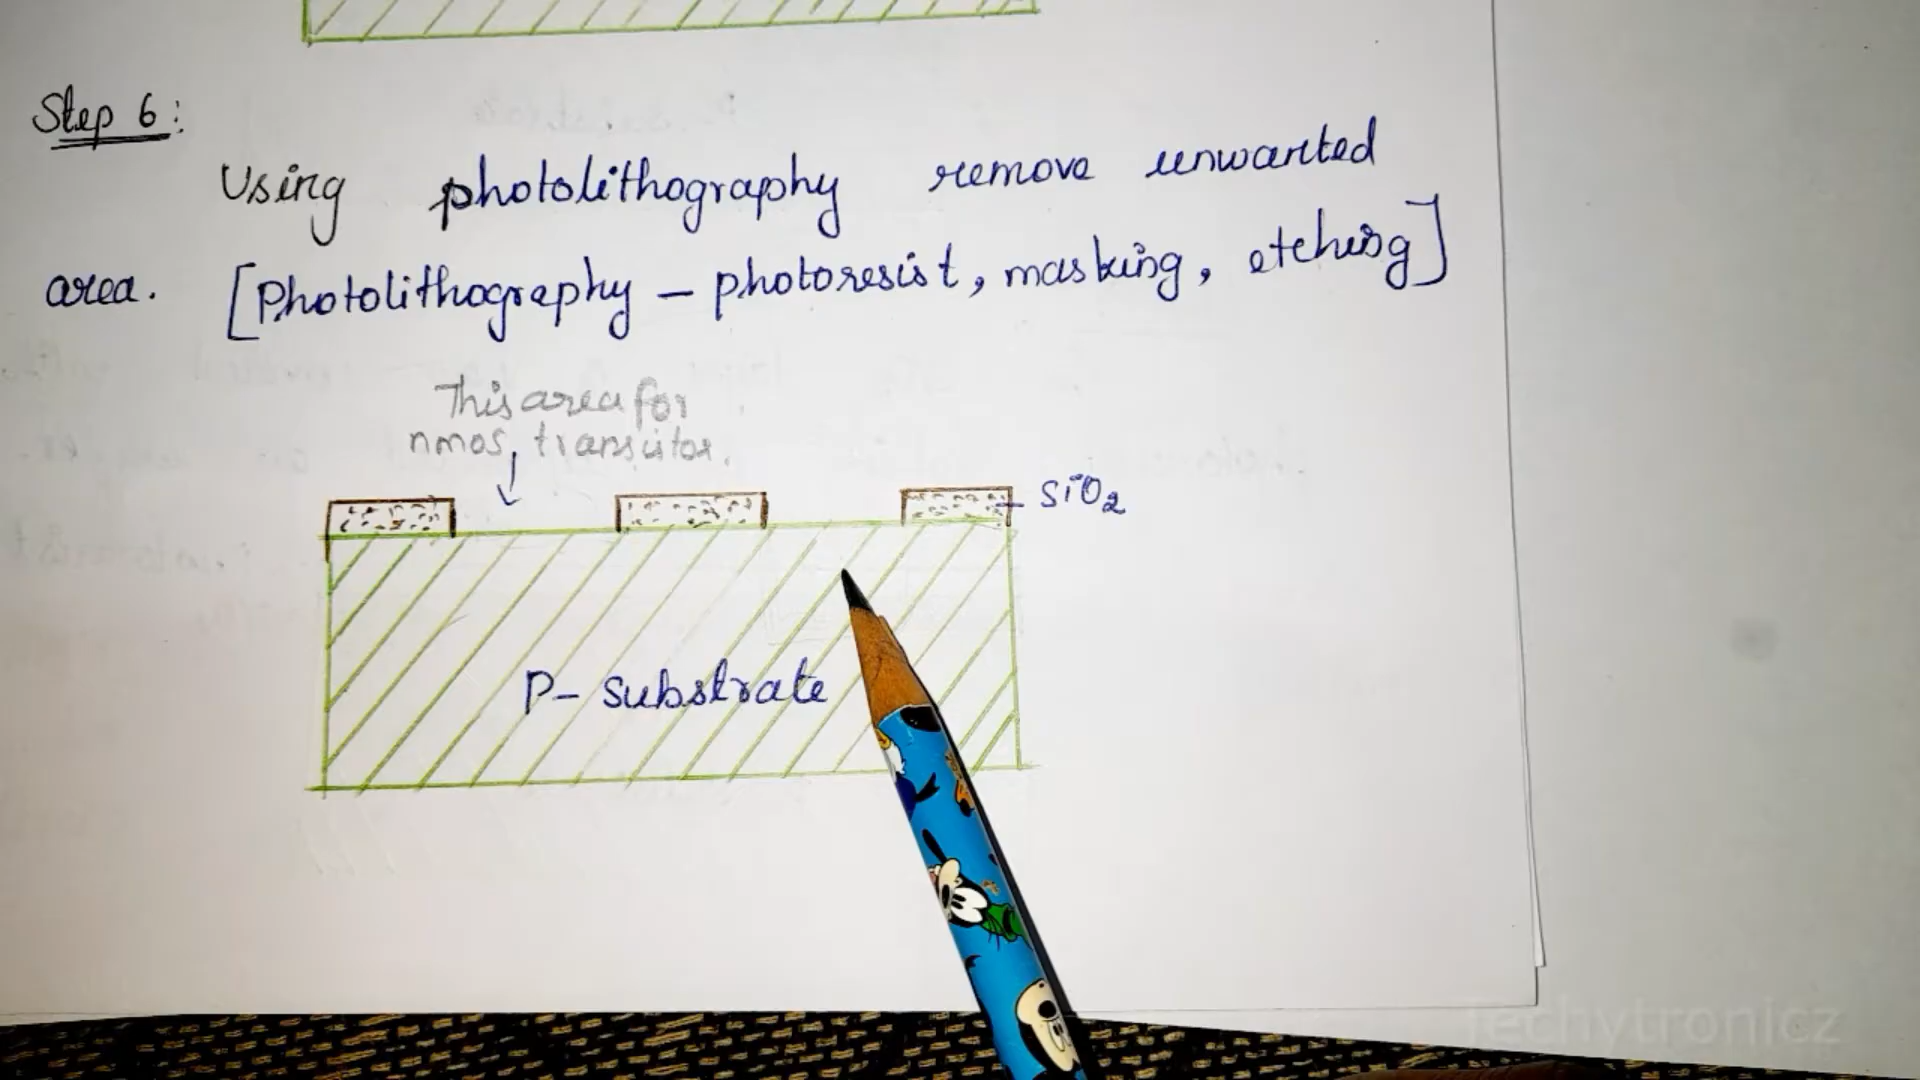 Step 6:
Using photolithography remove unwanted
area. [Photolithography – photoresist, masking, etching]
This area for
nmos transistor.
SiO2
P- substrate
Techytronicz